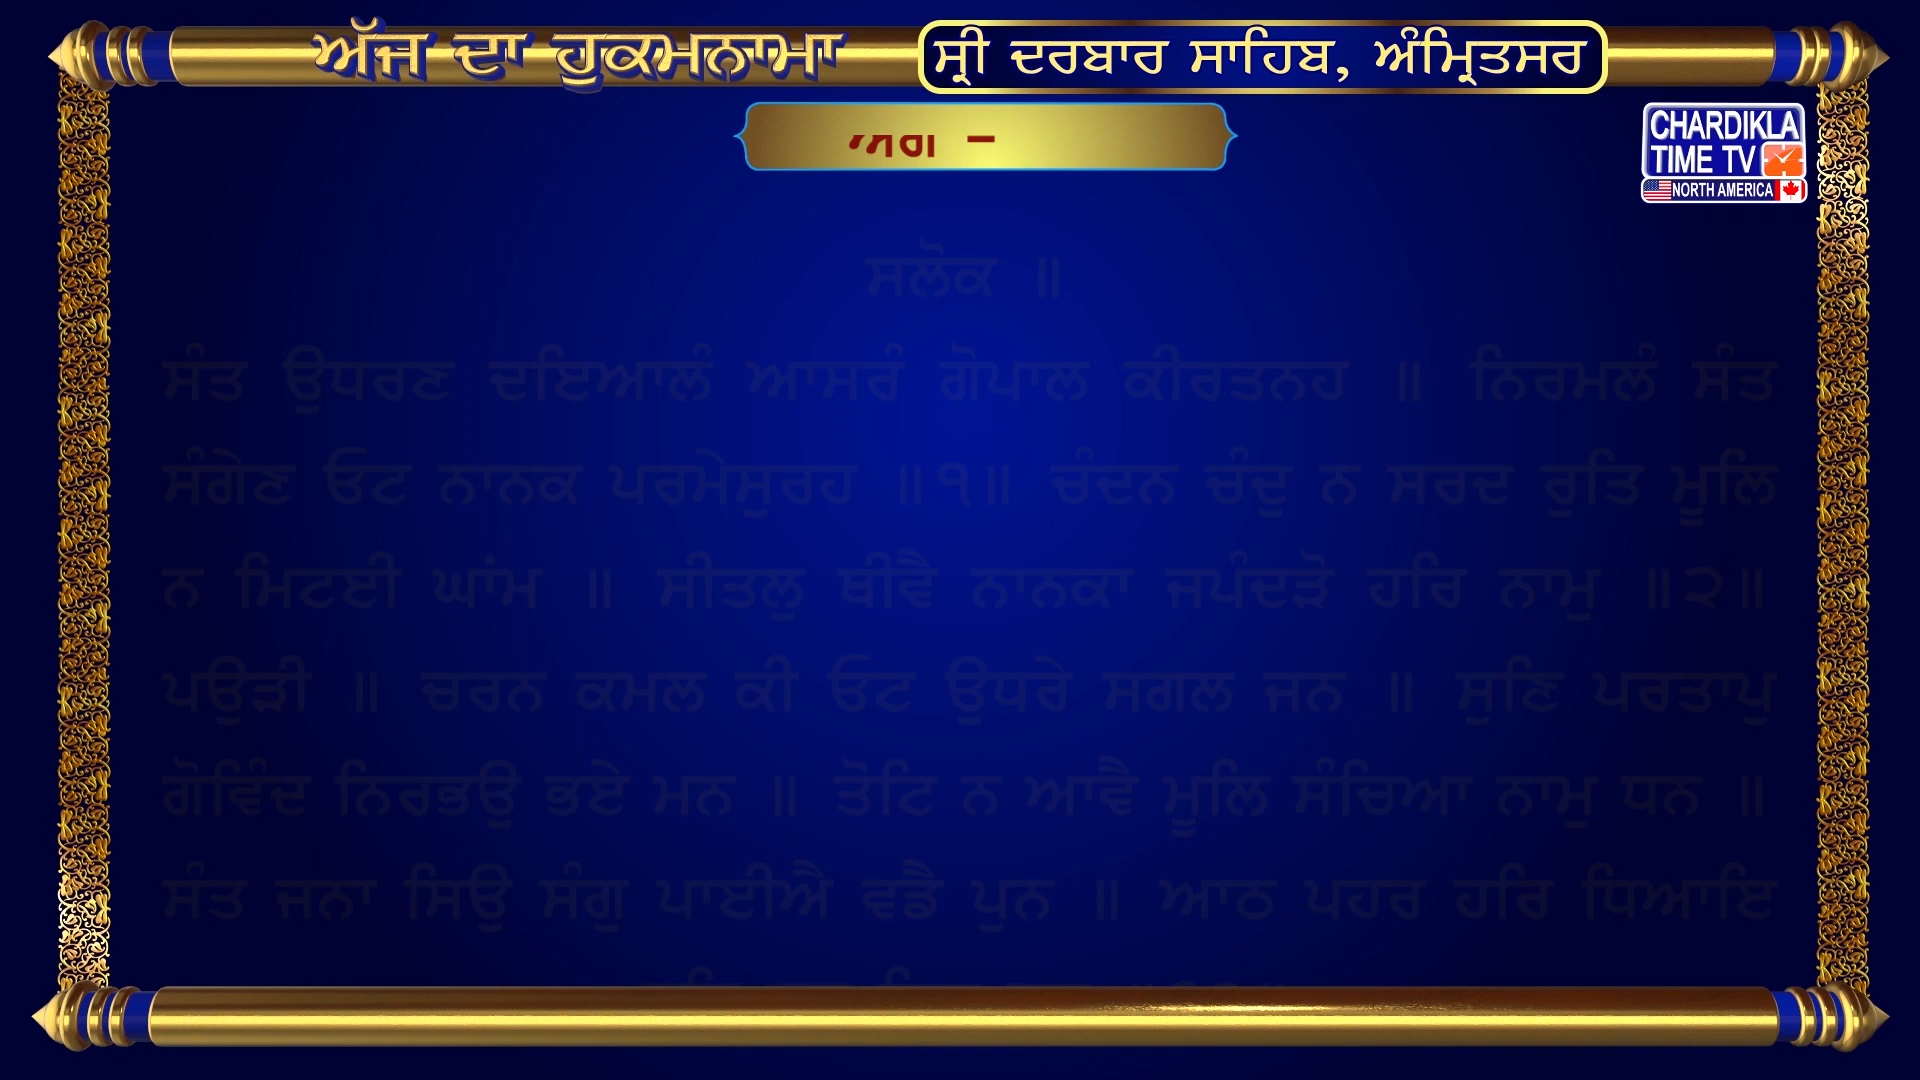 ਅੱਜ ਦਾ ਹੁਕਮਨਾਮਾ ਸ੍ਰੀ ਦਰਬਾਰ ਸਾਹਿਬ, ਅੰਮ੍ਰਿਤਸਰ
ਅੰਗ –
CHARDIKLA
TIME TV
NORTH AMERICA
ਸਲੋਕ ॥
ਸੰਤ ਉਧਰਣ ਦਇਆਲੰ ਆਸਰੰ ਗੋਪਾਲ ਕੀਰਤਨਹ ॥ ਨਿਰਮਲੰ ਸੰਤ
ਸੰਗੇਣ ਓਟ ਨਾਨਕ ਪਰਮੇਸੁਰਹ ॥੧॥ ਚੰਦਨ ਚੰਦੁ ਨ ਸਰਦ ਰੁਤਿ ਮੂਲਿ
ਨ ਮਿਟਈ ਘਾਂਮ ॥ ਸੀਤਲੁ ਥੀਵੈ ਨਾਨਕਾ ਜਪੰਦੜੋ ਹਰਿ ਨਾਮੁ ॥੨॥
ਪਉੜੀ ॥ ਚਰਨ ਕਮਲ ਕੀ ਓਟ ਉਧਰੇ ਸਗਲ ਜਨ ॥ ਸੁਣਿ ਪਰਤਾਪੁ
ਗੋਵਿੰਦ ਨਿਰਭਉ ਭਏ ਮਨ ॥ ਤੋਟਿ ਨ ਆਵੈ ਮੂਲਿ ਸੰਚਿਆ ਨਾਮੁ ਧਨ ॥
ਸੰਤ ਜਨਾ ਸਿਉ ਸੰਗੁ ਪਾਈਐ ਵਡੈ ਪੁਨ ॥ ਆਠ ਪਹਰ ਹਰਿ ਧਿਆਇ